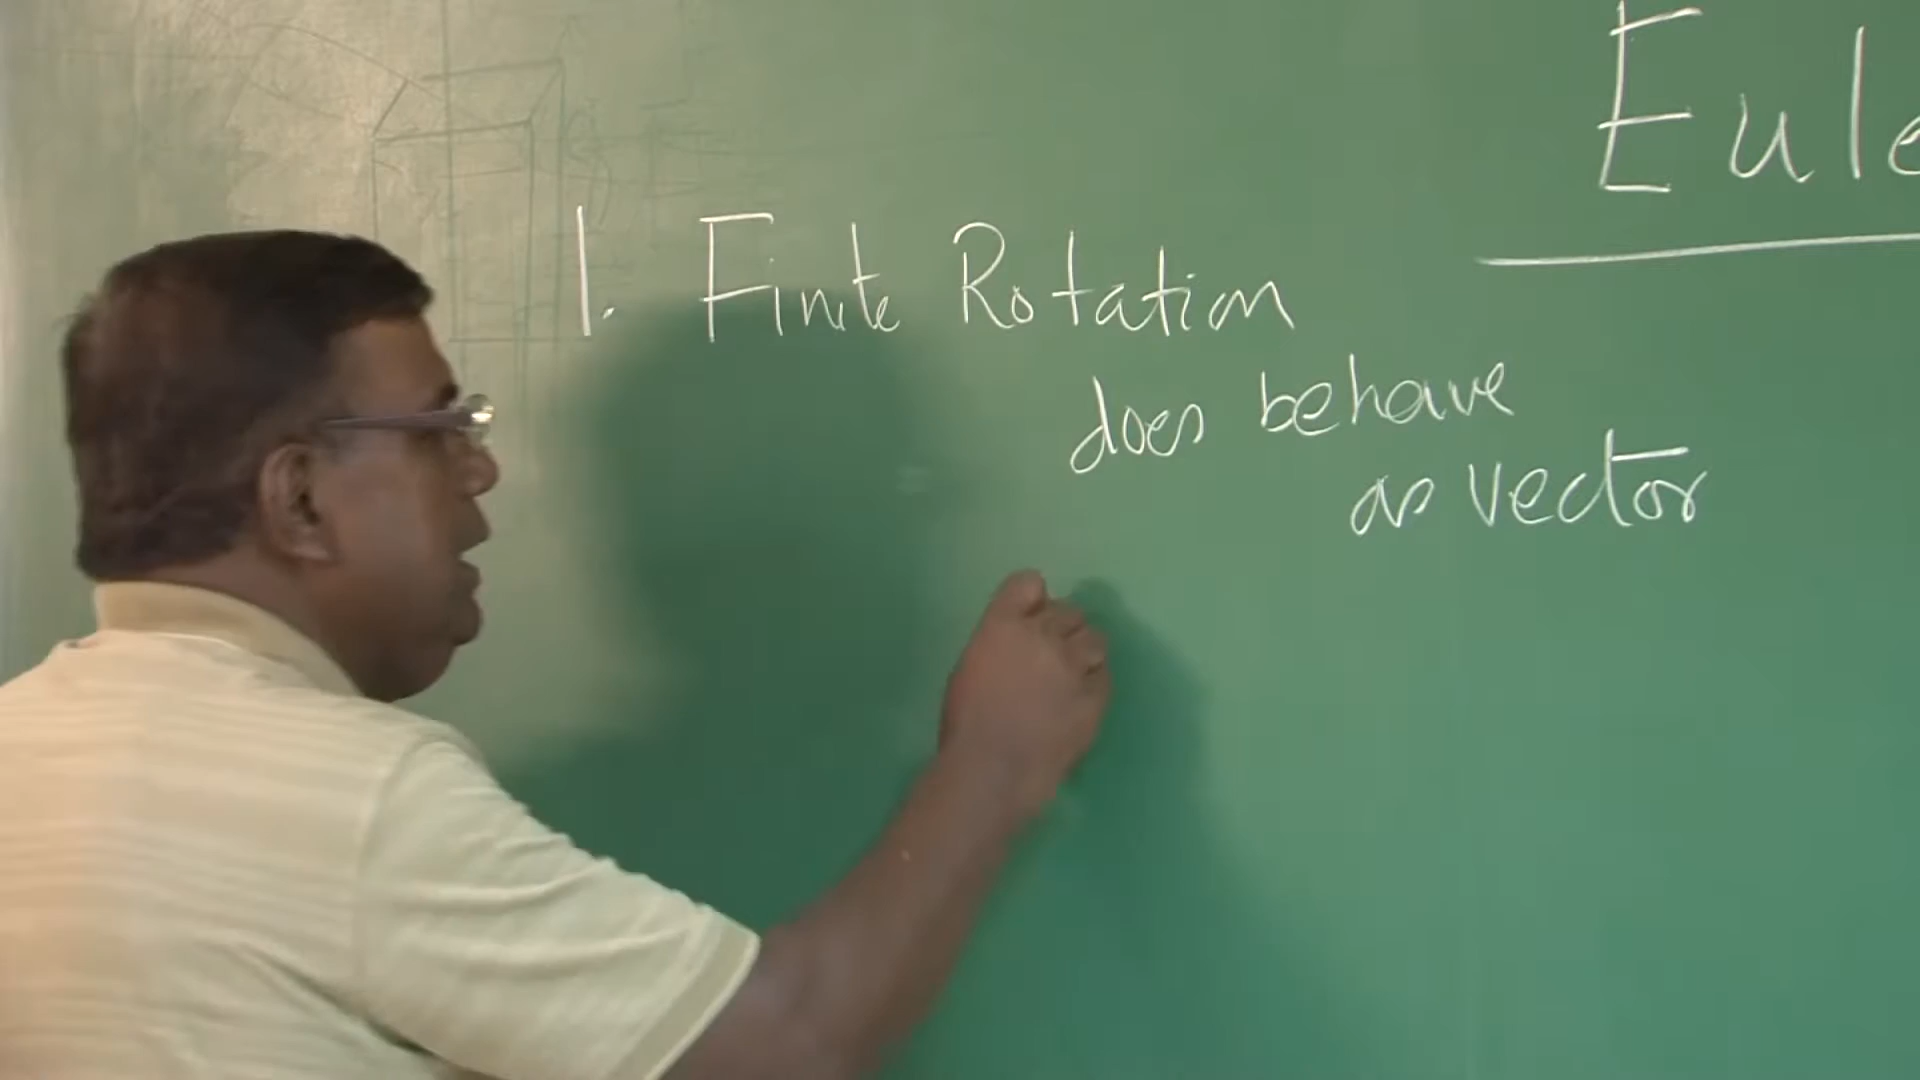 Eule
1. Finite Rotation
does behave
as vector